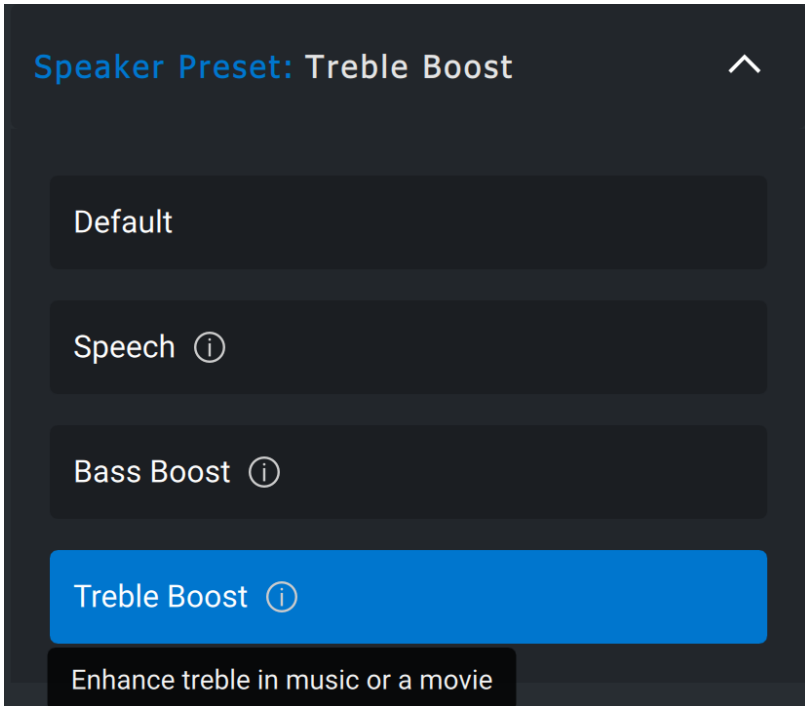 Speaker Preset: Treble Boost
Default
Speech
Bass Boost
Treble Boost
Enhance treble in music or a movie